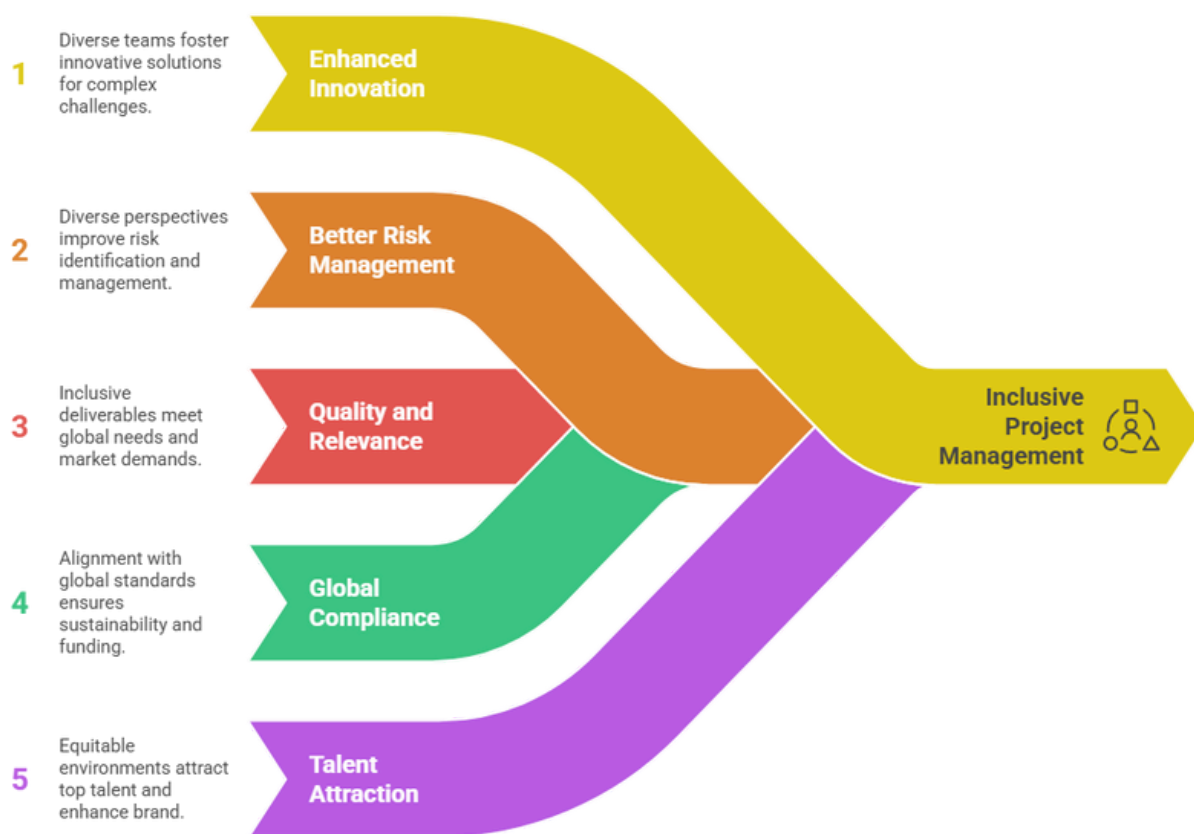 1
Diverse teams foster
innovative solutions
for complex
challenges.
Enhanced
Innovation
2
Diverse perspectives
improve risk
identification and
management.
Better Risk
Management
3
Inclusive
deliverables meet
global needs and
market demands.
Quality and
Relevance
Inclusive
Project
Management
4
Alignment with
global standards
ensures
sustainability and
funding.
Global
Compliance
5
Equitable
environments attract
top talent and
enhance brand.
Talent
Attraction